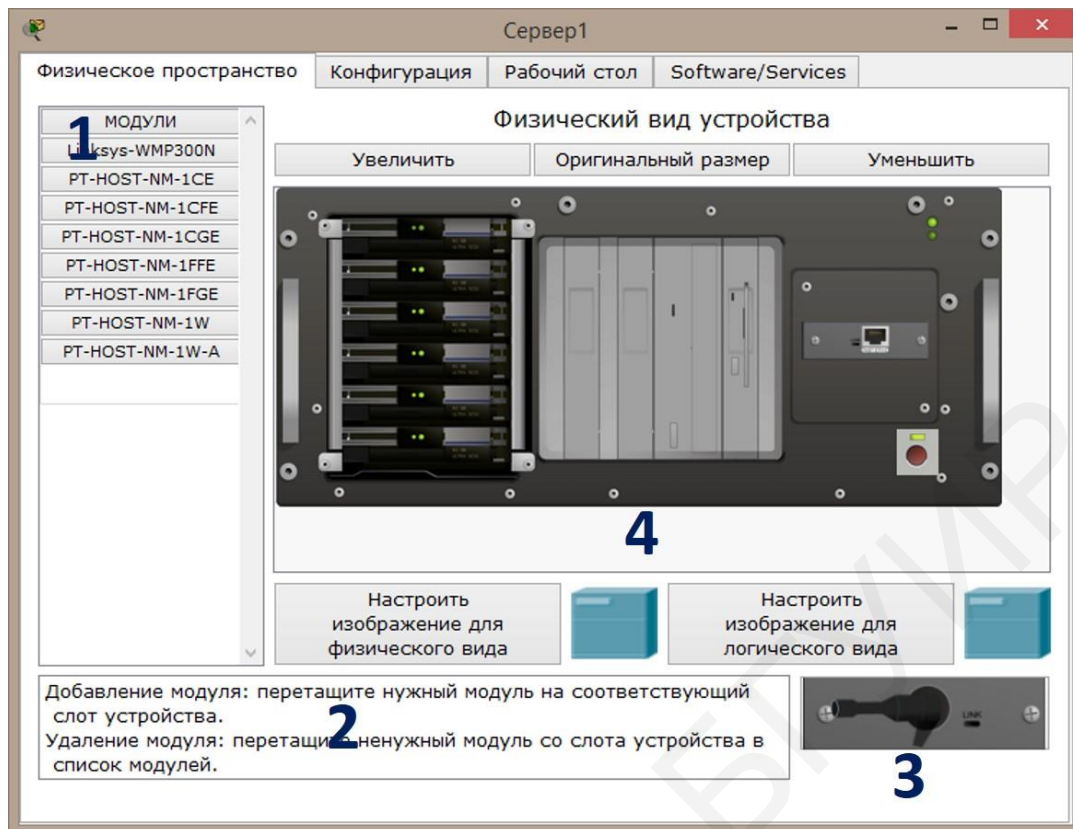 Сервер1
Физическое пространство
Конфигурация
Рабочий стол
Software/Services
МОДУЛИ
1
Linksys-WMP300N
PT-HOST-NM-1CE
PT-HOST-NM-1CFE
PT-HOST-NM-1CGE
PT-HOST-NM-1FFE
PT-HOST-NM-1FGE
PT-HOST-NM-1W
PT-HOST-NM-1W-A
Физический вид устройства
Увеличить
Оригинальный размер
Уменьшить
4
Настроить
изображение для
физического вида
Настроить
изображение для
логического вида
Добавление модуля: перетащите нужный модуль на соответствующий
слот устройства.
2
Удаление модуля: перетащите ненужный модуль со слота устройства в
список модулей.
LINK
3
БГУИР